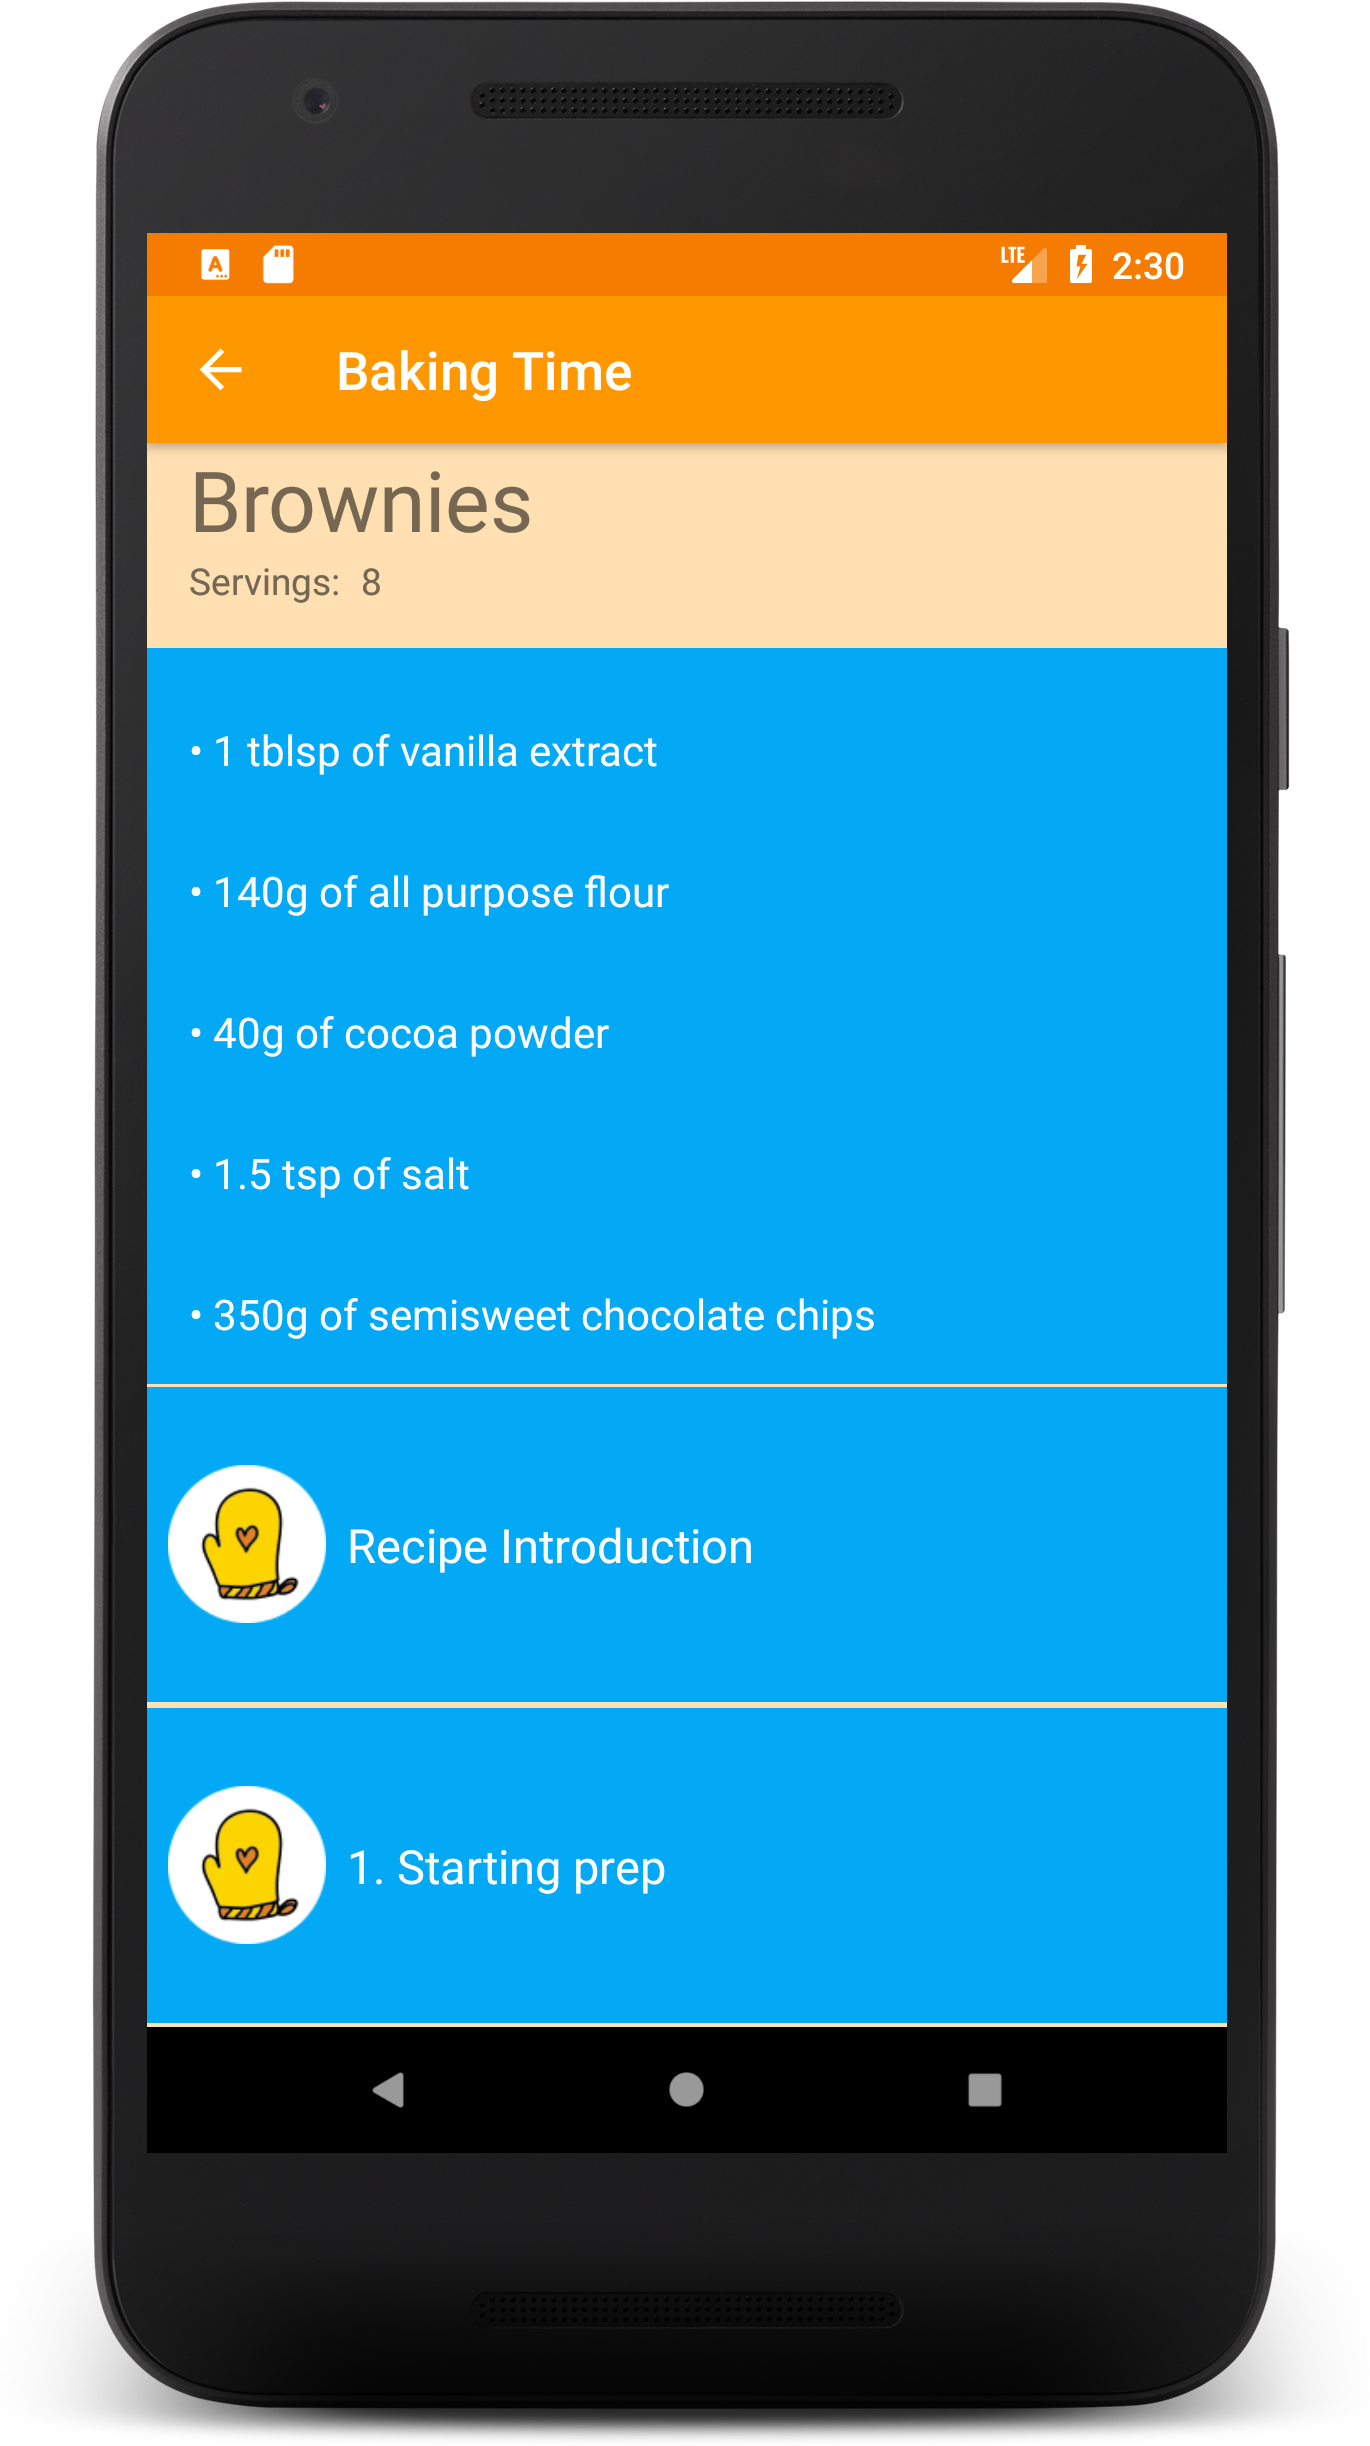 LTE 2:30
Baking Time
Brownies
Servings: 8
• 1 tblsp of vanilla extract
• 140g of all purpose flour
• 40g of cocoa powder
• 1.5 tsp of salt
• 350g of semisweet chocolate chips
Recipe Introduction
1. Starting prep